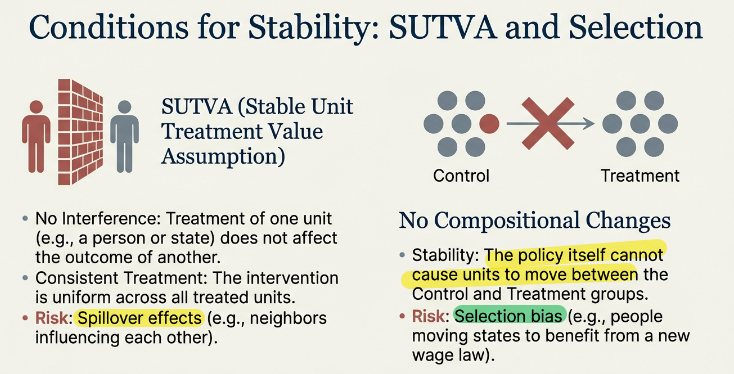 Conditions for Stability: SUTVA and Selection
SUTVA (Stable Unit
Treatment Value
Assumption)
• No Interference: Treatment of one unit
(e.g., a person or state) does not affect
the outcome of another.
• Consistent Treatment: The intervention
is uniform across all treated units.
• Risk: Spillover effects (e.g., neighbors
influencing each other).
Control
Treatment
No Compositional Changes
• Stability: The policy itself cannot
cause units to move between the
Control and Treatment groups.
• Risk: Selection bias (e.g., people
moving states to benefit from a new
wage law).